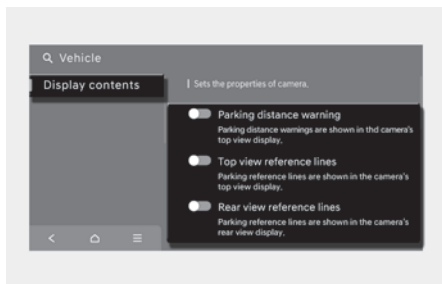 Vehicle
Display contents
Sets the properties of camera.
Parking distance warning
Parking distance warnings are shown in thd camera's
top view display,
Top view reference lines
Parking reference lines are shown in the camera's
top view display,
Rear view reference lines
Parking reference lines are shown in the camera's
rear view display,